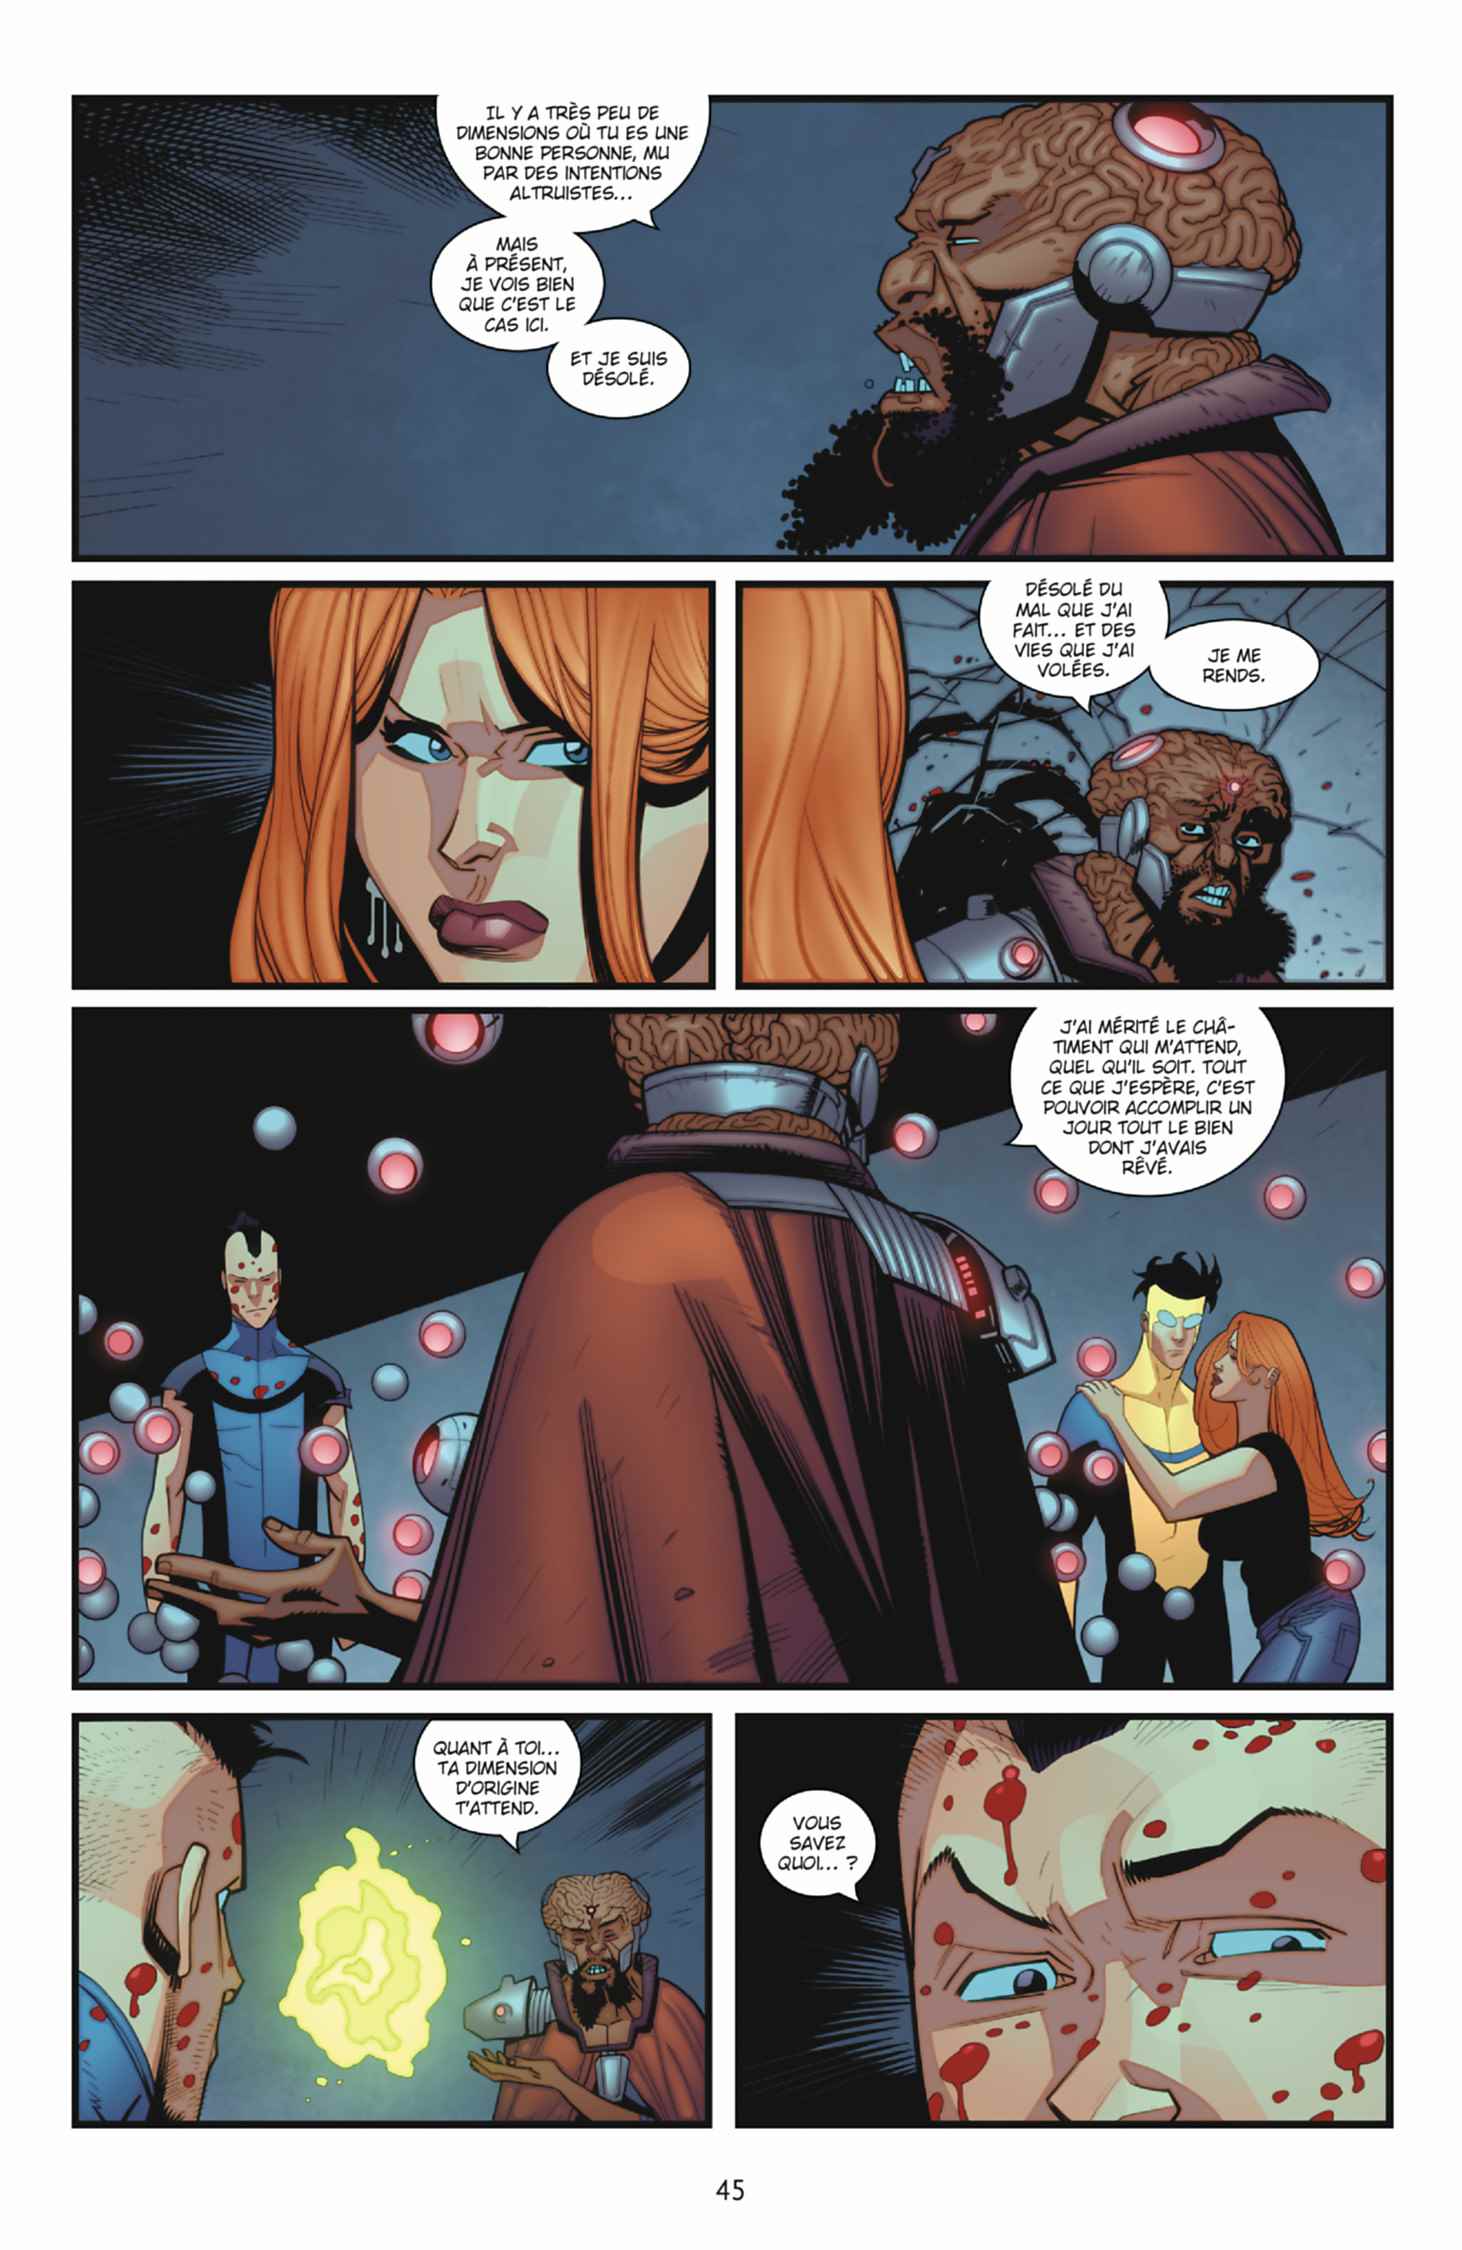 IL Y A TRÈS PEU DE
DIMENSIONS OÙ TU ES UNE
BONNE PERSONNE, MU
PAR DES INTENTIONS
ALTRUISTES...
MAIS
À PRÉSENT,
JE VOIS BIEN
QUE C'EST LE
CAS ICI.
ET JE SUIS
DÉSOLÉ.
DÉSOLÉ DU
MAL QUE J'AI
FAIT... ET DES
VIES QUE J'AI
VOLÉES.
JE ME
RENDS.
J'AI MÉRITÉ LE CHÂ-
TIMENT QUI M'ATTEND,
QUEL QU'IL SOIT. TOUT
CE QUE J'ESPÈRE, C'EST
POUVOIR ACCOMPLIR UN
JOUR TOUT LE BIEN
DONT J'AVAIS
RÊVÉ.
QUANT À TOI...
TA DIMENSION
D'ORIGINE
T'ATTEND.
VOUS
SAVEZ
QUOI... ?
45